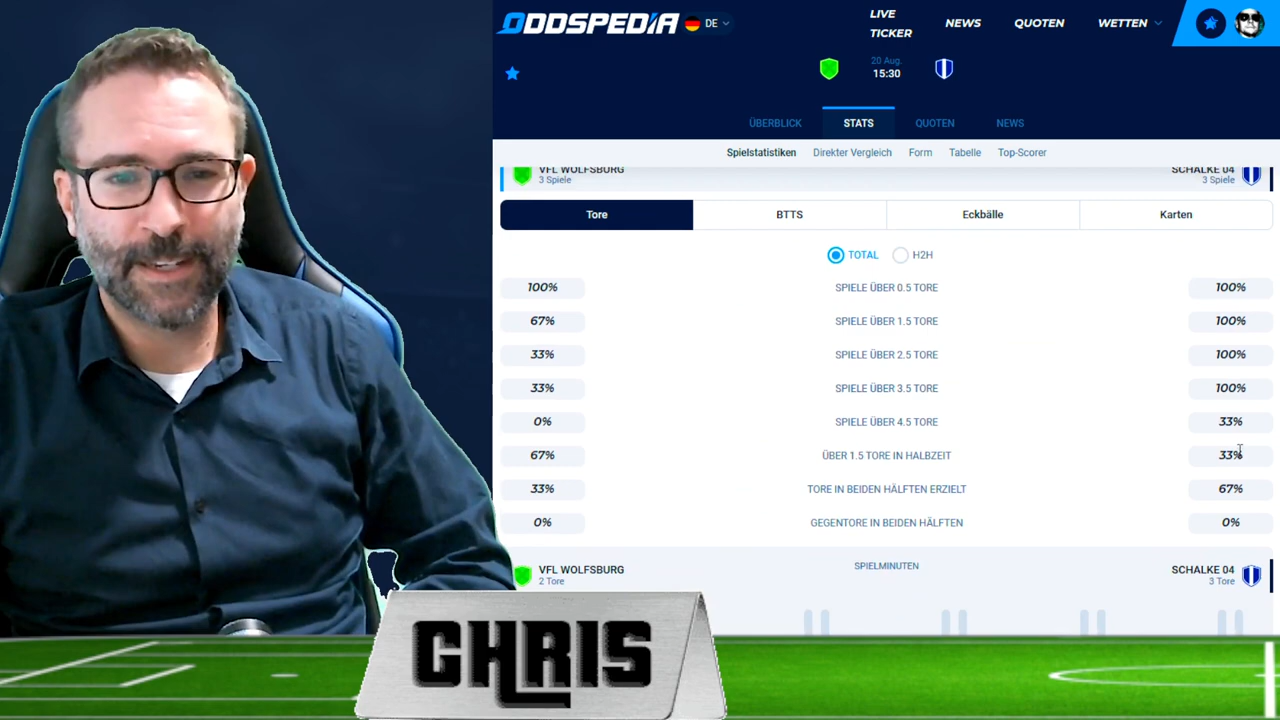 ODDSPEDIA
DE
LIVE
TICKER
NEWS
QUOTEN
WETTEN
20 Aug.
15:30
ÜBERBLICK
STATS
QUOTEN
NEWS
Spielstatistiken
Direkter Vergleich
Form
Tabelle
Top-Scorer
VFL WOLFSBURG
3 Spiele
SCHALKE 04
3 Spiele
Tore
BTTS
Eckbälle
Karten
TOTAL
H2H
100% SPIELE ÜBER 0.5 TORE 100%
67% SPIELE ÜBER 1.5 TORE 100%
33% SPIELE ÜBER 2.5 TORE 100%
33% SPIELE ÜBER 3.5 TORE 100%
0% SPIELE ÜBER 4.5 TORE 33%
67% ÜBER 1.5 TORE IN HALBZEIT 33%
33% TORE IN BEIDEN HÄLFTEN ERZIELT 67%
0% GEGENTORE IN BEIDEN HÄLFTEN 0%
VFL WOLFSBURG
2 Tore
SPIELMINUTEN
SCHALKE 04
3 Tore
CHRIS